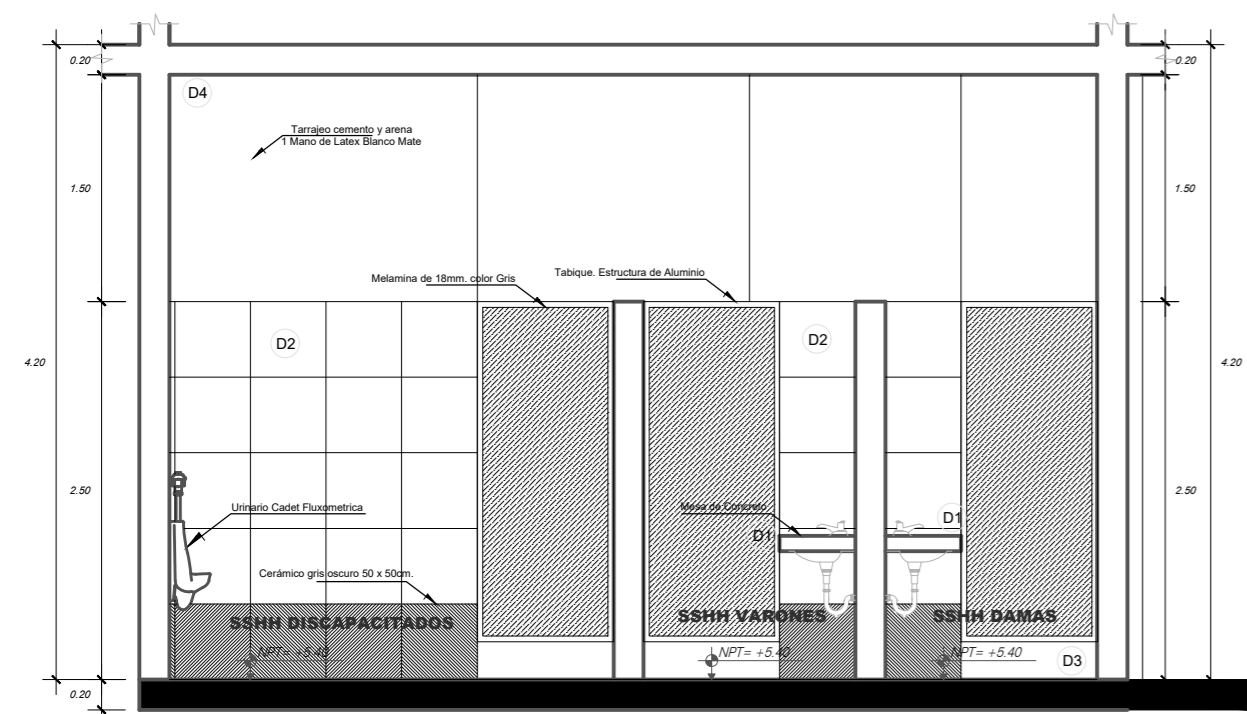 0.20
0.20
D4
Tarrajeo cemento y arena
1 Mano de Latex Blanco Mate
1.50
1.50
Melamina de 18mm. color Gris
Tabique. Estructura de Aluminio
D2
D2
4.20
4.20
2.50
2.50
Urinario Cadet Fluxometrica
Mesa de Concreto
D1
D1
Cerámico gris oscuro 50 x 50cm.
SSHH DISCAPACITADOS
SSHH VARONES
SSHH DAMAS
NPT= +5.40
NPT= +5.40
NPT= +5.40
D3
0.20